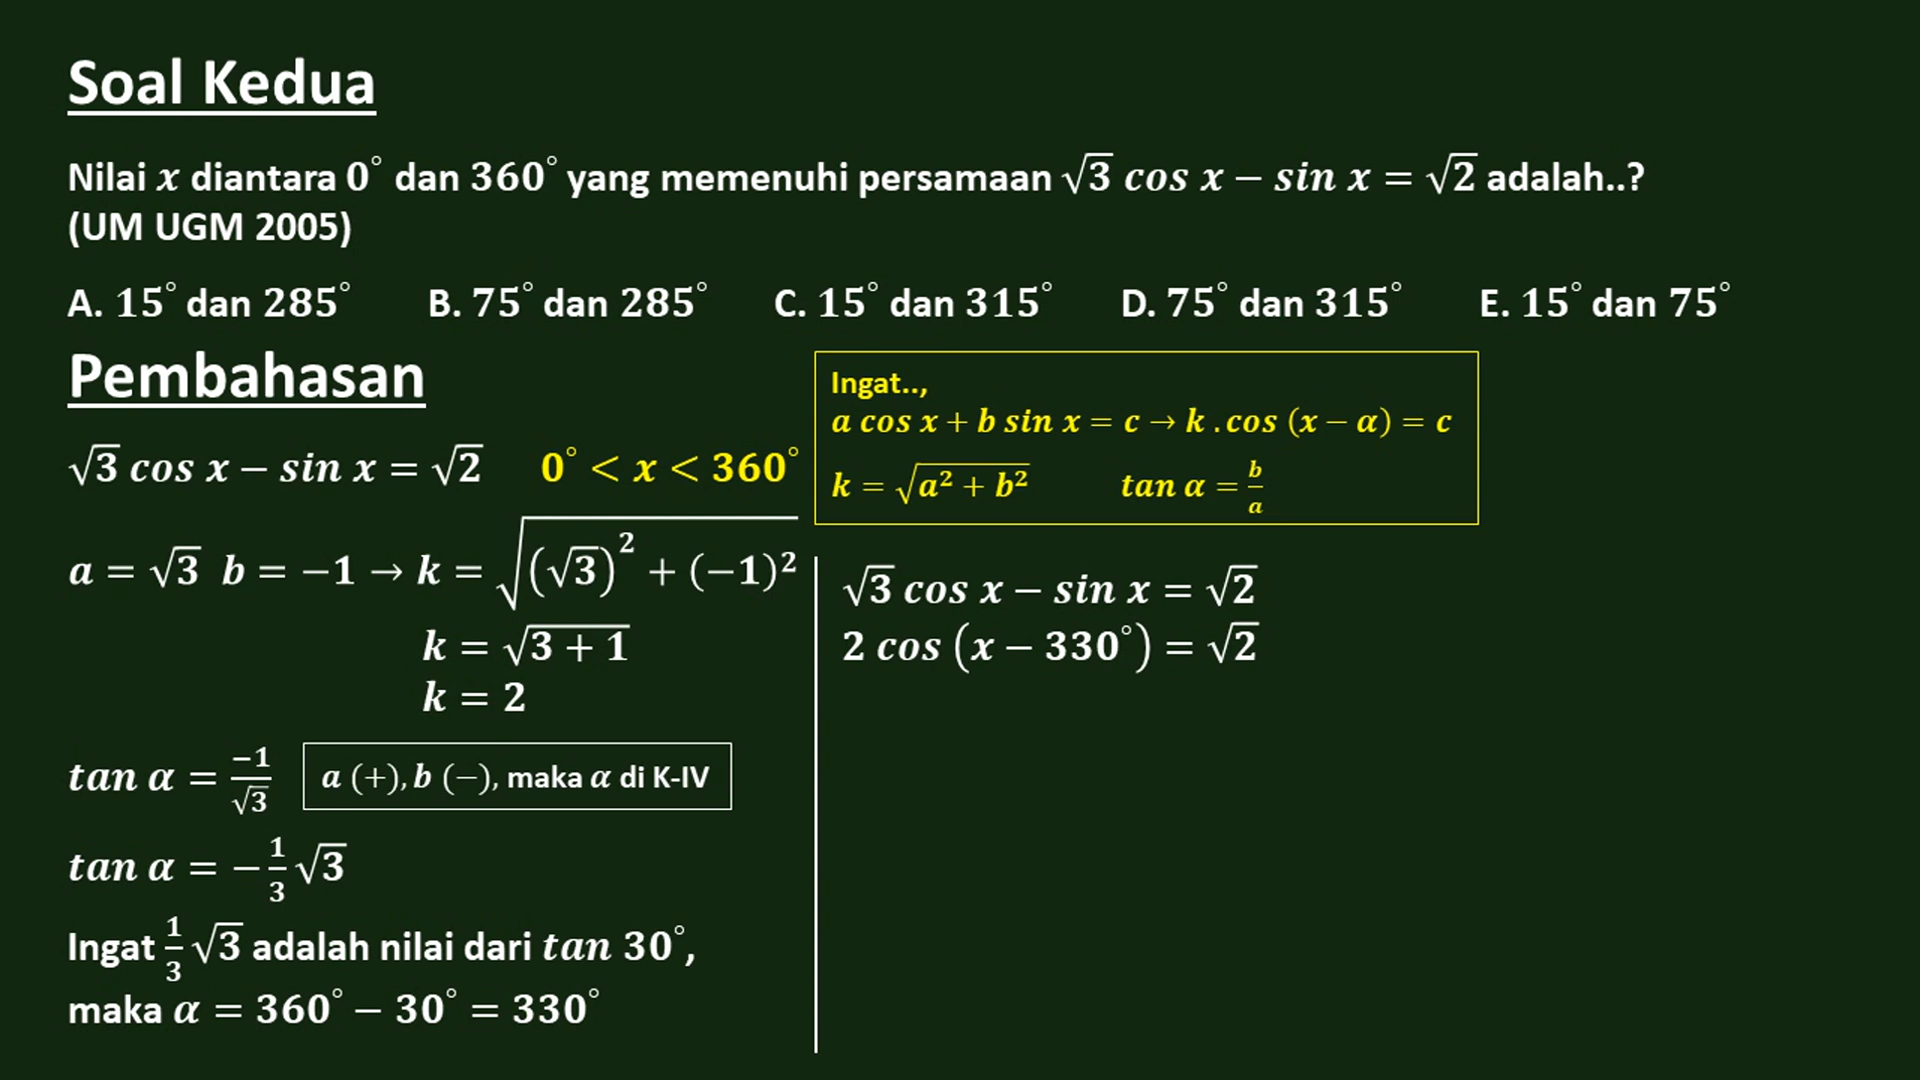 Soal Kedua
Nilai x diantara 0° dan 360° yang memenuhi persamaan √3 cos x − sin x = √2 adalah..?
(UM UGM 2005)
A. 15° dan 285° B. 75° dan 285° C. 15° dan 315° D. 75° dan 315° E. 15° dan 75°
Pembahasan
√3 cos x − sin x = √2 0° < x < 360°
Ingat..,
a cos x + b sin x = c → k . cos (x − α) = c
k = √(a² + b²) tan α = b/a
a = √3 b = −1 → k = √((√3)² + (−1)²)
k = √(3 + 1)
k = 2
tan α = −1/√3
a (+), b (−), maka α di K-IV
tan α = −1/3 √3
Ingat 1/3 √3 adalah nilai dari tan 30°,
maka α = 360° − 30° = 330°
√3 cos x − sin x = √2
2 cos (x − 330°) = √2